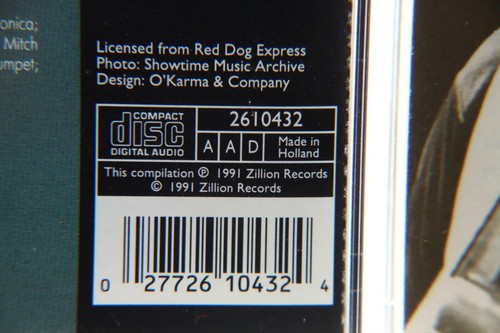 onica;
Mitch
umpet;
Licensed from Red Dog Express
Photo: Showtime Music Archive
Design: O'Karma & Company
COMPACT
disc
DIGITAL AUDIO
2610432
A A D
Made in
Holland
This compilation ℗ 1991 Zillion Records
© 1991 Zillion Records
0 27726 10432 4